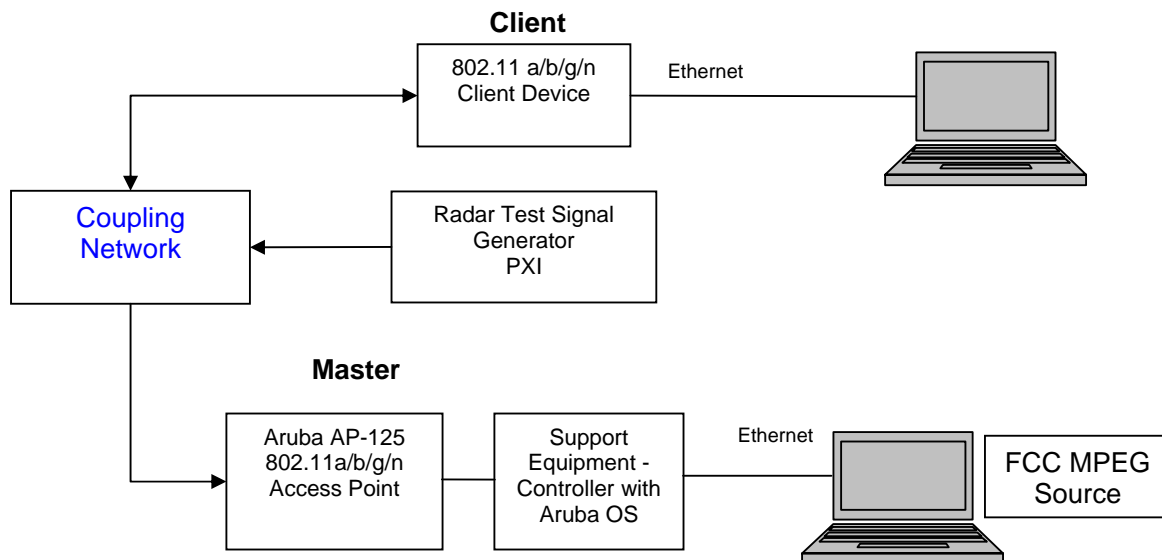 Client
802.11 a/b/g/n
Client Device
Ethernet
Coupling
Network
Radar Test Signal
Generator
PXI
Master
Aruba AP-125
802.11a/b/g/n
Access Point
Support
Equipment -
Controller with
Aruba OS
Ethernet
FCC MPEG
Source